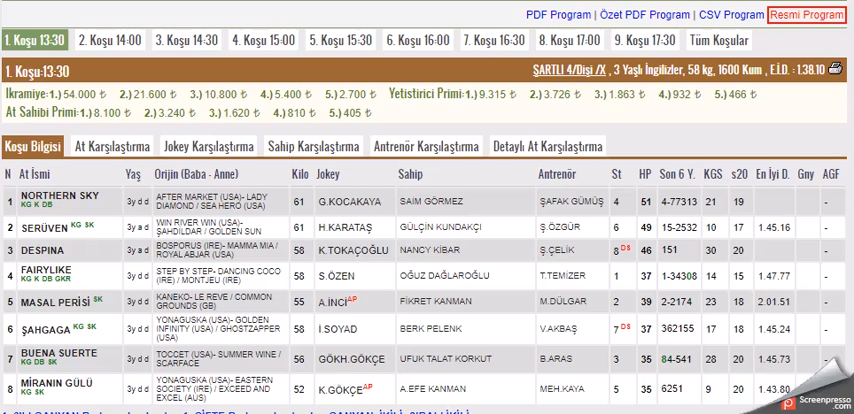 PDF Program | Özet PDF Program | CSV Program | Resmi Program
1. Koşu 13:30 2. Koşu 14:00 3. Koşu 14:30 4. Koşu 15:00 5. Koşu 15:30 6. Koşu 16:00 7. Koşu 16:30 8. Koşu 17:00 9. Koşu 17:30 Tüm Koşular
1. Koşu:13:30 ŞARTLI 4/Dişi /X , 3 Yaşlı İngilizler, 58 kg, 1600 Kum , E.İ.D. : 1.38.10
İkramiye: 1.) 54.000 ₺ 2.) 21.600 ₺ 3.) 10.800 ₺ 4.) 5.400 ₺ 5.) 2.700 ₺ Yetistirici Primi: 1.) 9.315 ₺ 2.) 3.726 ₺ 3.) 1.863 ₺ 4.) 932 ₺ 5.) 466 ₺
At Sahibi Primi: 1.) 8.100 ₺ 2.) 3.240 ₺ 3.) 1.620 ₺ 4.) 810 ₺ 5.) 405 ₺
Koşu Bilgisi At Karşılaştırma Jokey Karşılaştırma Sahip Karşılaştırma Antrenör Karşılaştırma Detaylı At Karşılaştırma
N At İsmi Yaş Orijin (Baba - Anne) Kilo Jokey Sahip Antrenör St HP Son 6 Y. KGS s20 En İyi D. Gny AGF
1 NORTHERN SKY KG K DB 3y d d AFTER MARKET (USA)- LADY DIAMOND / SEA HERO (USA) 61 G.KOCAKAYA SAİM GÖRMEZ ŞAFAK GÜMÜŞ 4 51 4-77313 21 19 -
2 SERÜVEN KG SK 3y a d WIN RIVER WIN (USA)- ŞAHDILDAR / GOLDEN SUN 61 H.KARATAŞ GÜLÇİN KUNDAKÇI Ş.ÖZGÜR 6 49 15-2532 10 17 1.45.16 -
3 DESPINA 3y a d BOSPORUS (IRE)- MAMMA MIA / ROYAL ABJAR (USA) 58 K.TOKAÇOĞLU NANCY KİBAR Ş.ÇELİK 8 DS 46 151 30 20 -
4 FAIRYLIKE KG K DB GKR 3y d d STEP BY STEP- DANCING COCO (IRE) / MONTJEU (IRE) 58 S.ÖZEN OĞUZ DAĞLAROĞLU T.TEMİZER 1 37 1-34308 14 15 1.47.77 -
5 MASAL PERİSİ SK 3y d d KANEKO- LE REVE / COMMON GROUNDS (GB) 55 A.İNCİ AP FİKRET KANMAN M.DÜLGAR 2 39 2-2174 23 18 2.01.51 -
6 ŞAHGAGA KG SK 3y d d YONAGUSKA (USA)- GOLDEN INFINITY (USA) / GHOSTZAPPER (USA) 58 İ.SOYAD BERK PELENK V.AKBAŞ 7 DS 37 362155 17 18 1.45.24 -
7 BUENA SUERTE KG DB SK 3y d d TOCCET (USA)- SUMMER WINE / SCARFACE 56 GÖKH.GÖKÇE UFUK TALAT KORKUT B.ARAS 3 35 84-541 28 20 1.45.73 -
8 MİRANIN GÜLÜ KG SK 3y d d YONAGUSKA (USA)- EASTERN SOCIETY (IRE) / EXCEED AND EXCEL (AUS) 52 K.GÖKÇE AP A.EFE KANMAN MEH.KAYA 5 35 6251 9 20 1.43.80
Screenpresso
.com